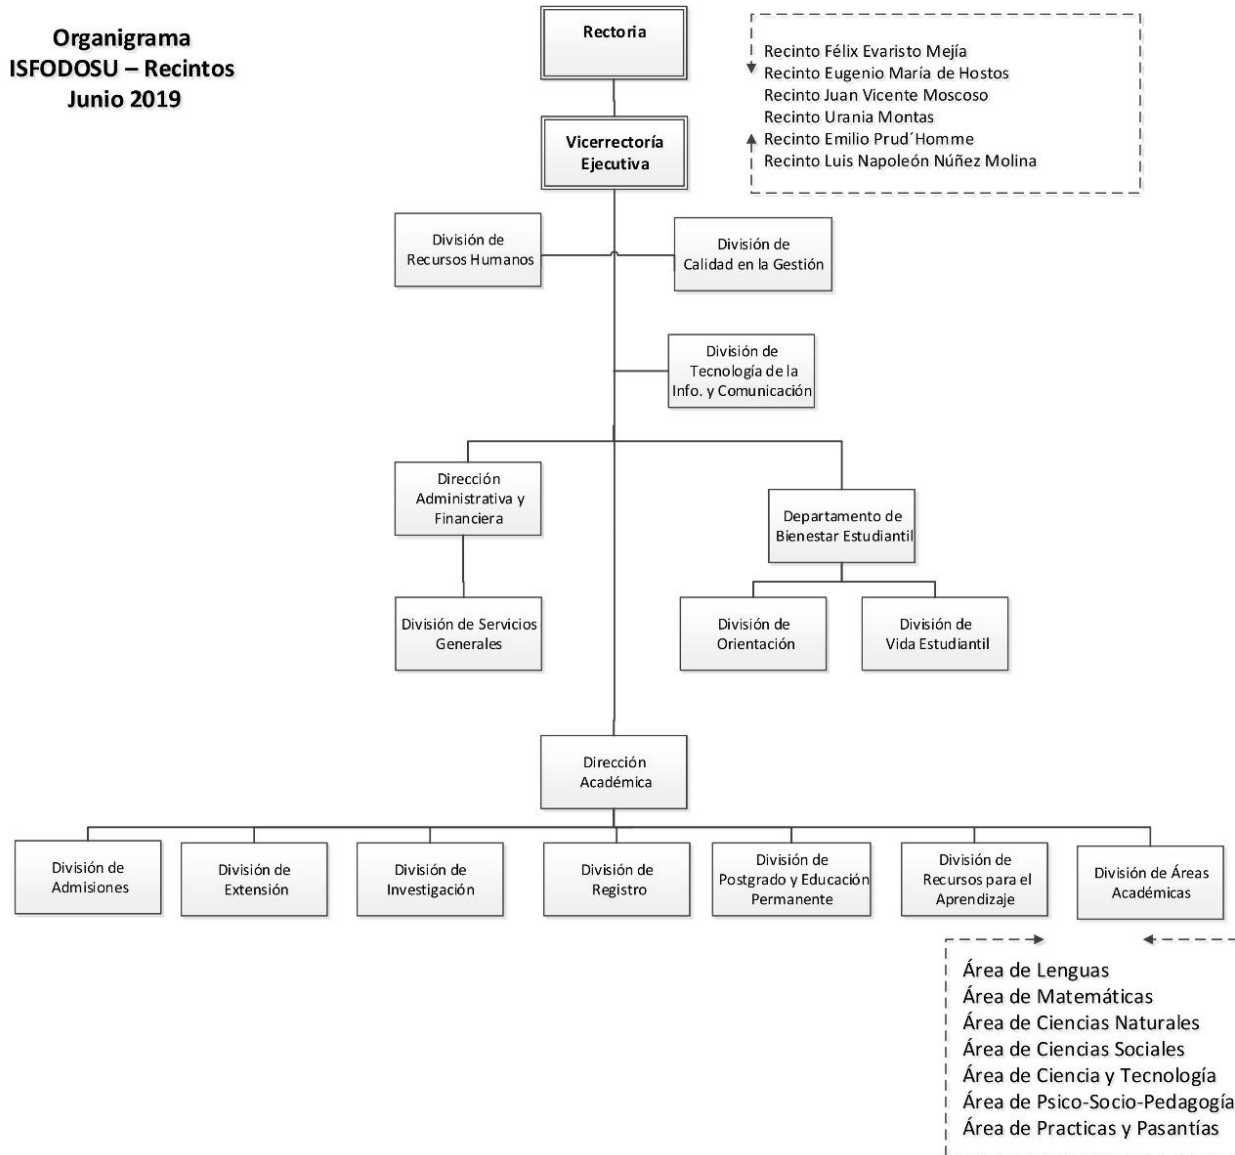 Organigrama
ISFODOSU – Recintos
Junio 2019
Rectoria
Vicerrectoría
Ejecutiva
Recinto Félix Evaristo Mejía
Recinto Eugenio María de Hostos
Recinto Juan Vicente Moscoso
Recinto Urania Montas
Recinto Emilio Prud´Homme
Recinto Luis Napoleón Núñez Molina
División de
Recursos Humanos
División de
Calidad en la Gestión
División de
Tecnología de la
Info. y Comunicación
Dirección
Administrativa y
Financiera
Departamento de
Bienestar Estudiantil
División de Servicios
Generales
División de
Orientación
División de
Vida Estudiantil
Dirección
Académica
División de
Admisiones
División de
Extensión
División de
Investigación
División de
Registro
División de
Postgrado y Educación
Permanente
División de
Recursos para el
Aprendizaje
División de Áreas
Académicas
Área de Lenguas
Área de Matemáticas
Área de Ciencias Naturales
Área de Ciencias Sociales
Área de Ciencia y Tecnología
Área de Psico-Socio-Pedagogía
Área de Practicas y Pasantías